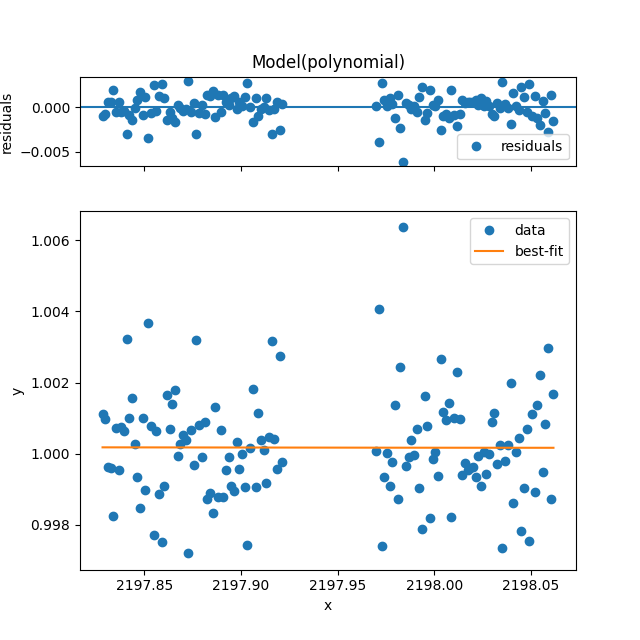 Model(polynomial)
residuals
0.000
−0.005
residuals
y
1.006
1.004
1.002
1.000
0.998
data
best-fit
2197.85
2197.90
2197.95
2198.00
2198.05
x